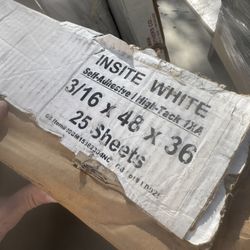 INSITE WHITE
Self-Adhesive / High-Tack 1XA
3/16 x 48 x 36
25 Sheets